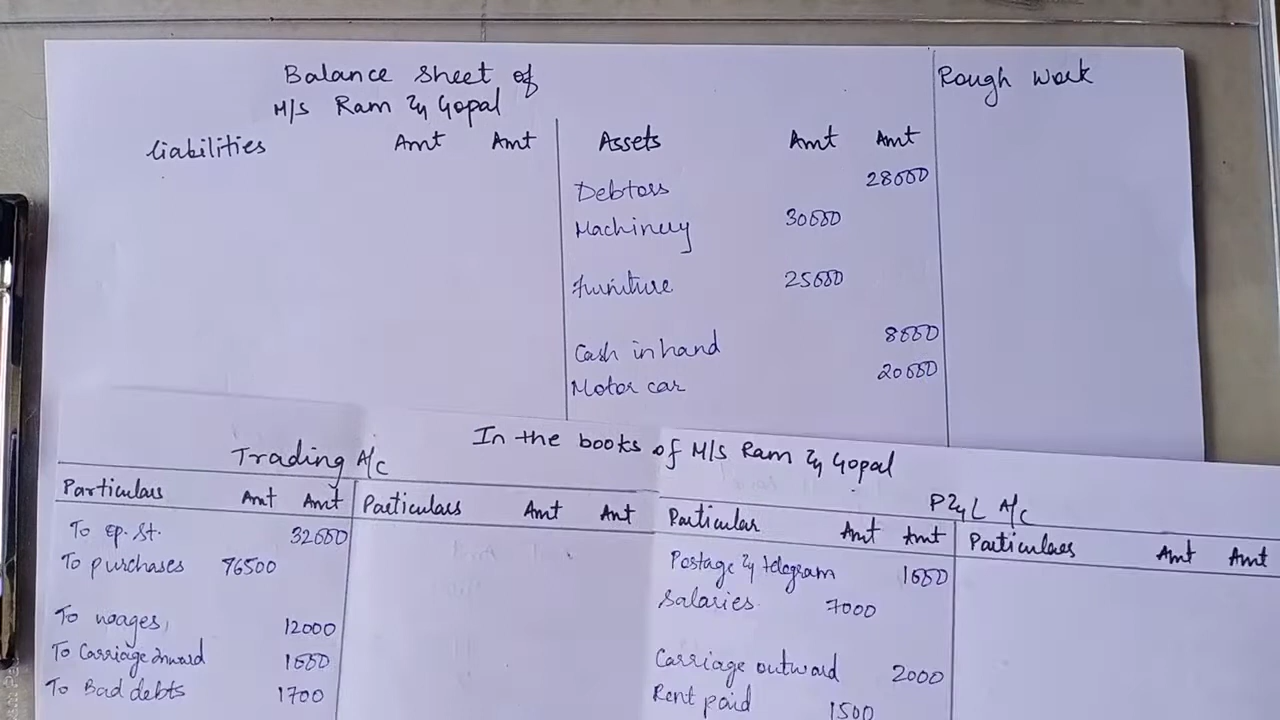 Balance Sheet of
M/s Ram & Gopal
Rough Work
Liabilities Amt Amt Assets Amt Amt
Debtors 28000
Machinery 30000
Furniture 25000
Cash in hand 8000
Motor car 20000
In the books of M/s Ram & Gopal
Trading A/c
P & L A/c
Particulars Amt Amt Particulars Amt Amt
Particular Amt Amt Particulars Amt Amt
To op. St. 32000
To purchases 76500
To wages 12000
To Carriage inward 1000
To Bad debts 1700
Postage & telegram 1000
Salaries 7000
Carriage outward 2000
Rent paid 1500